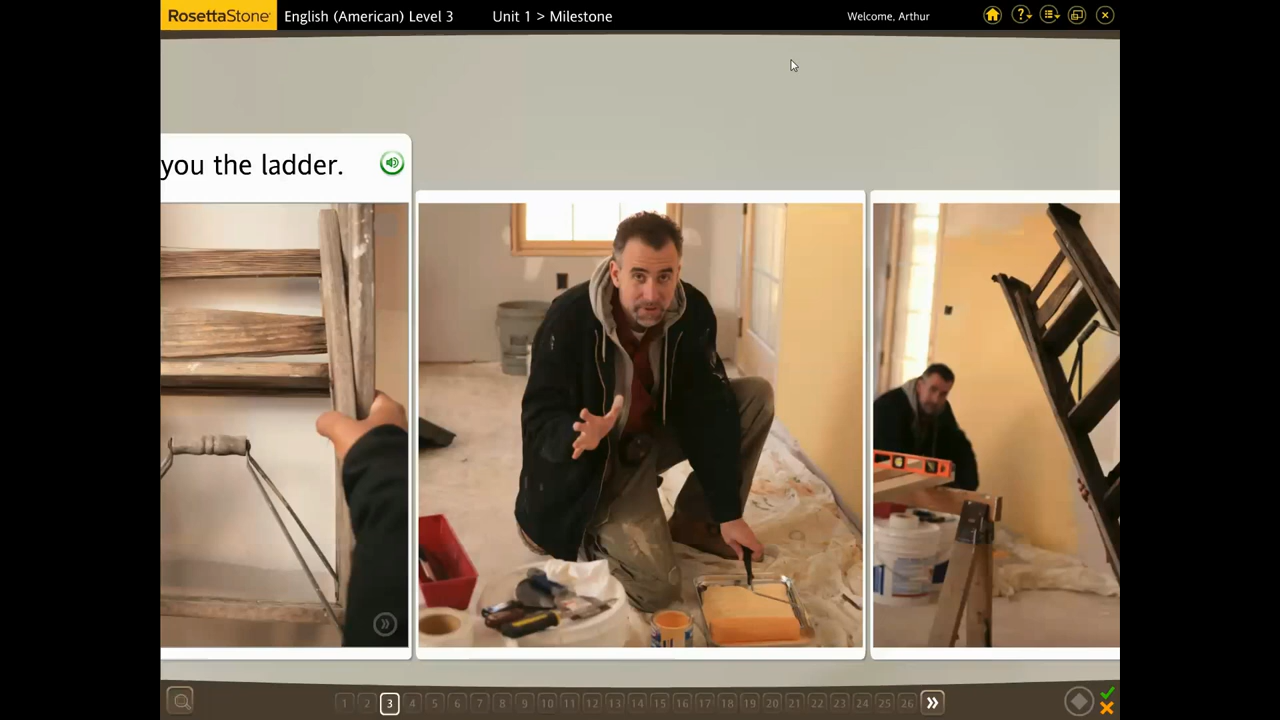 RosettaStone English (American) Level 3 Unit 1 > Milestone Welcome, Arthur ?
you the ladder.
1 2 3 4 5 6 7 8 9 10 11 12 13 14 15 16 17 18 19 20 21 22 23 24 25 26